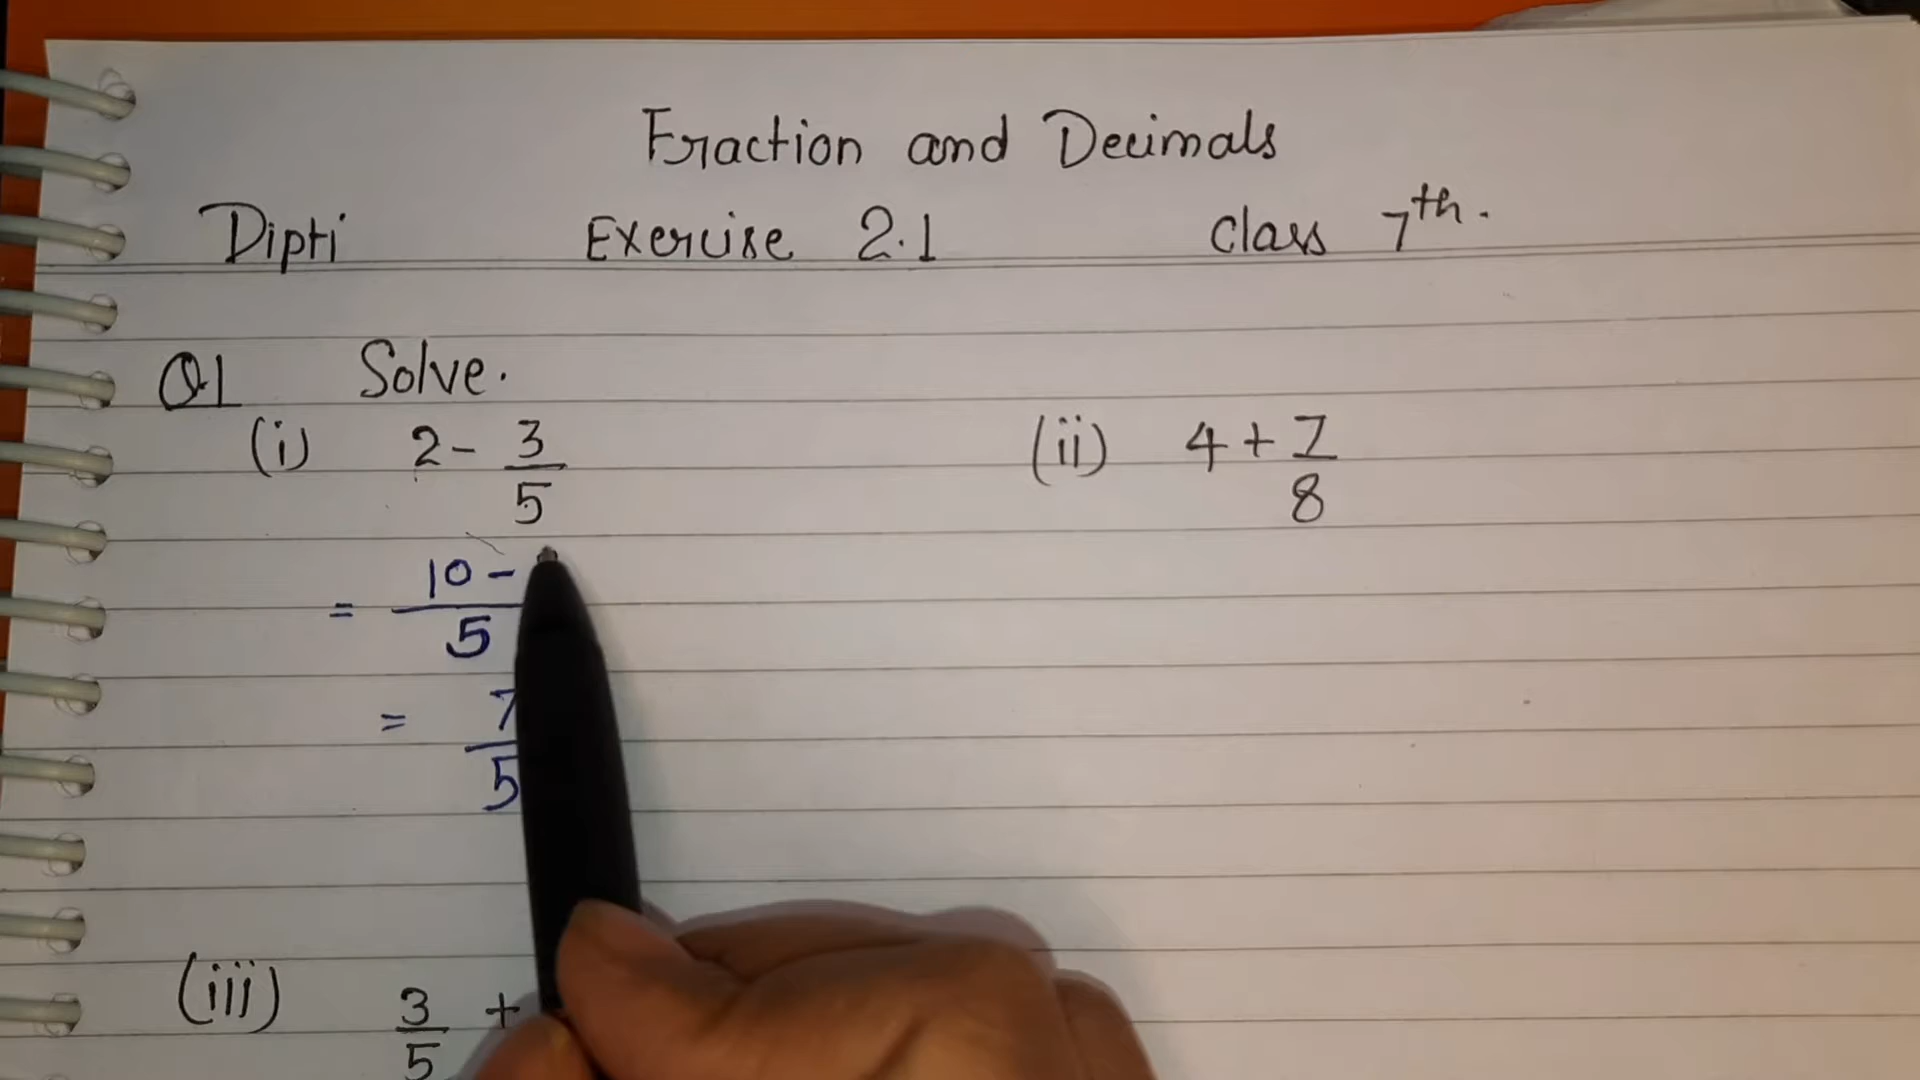 Fraction and Decimals
Dipti Exercise 2.1 Class 7th.
Q.1 Solve.
(i) 2 - 3/5 (ii) 4 + 7/8
= 10 - /5
= 7/5
(iii) 3/5 +